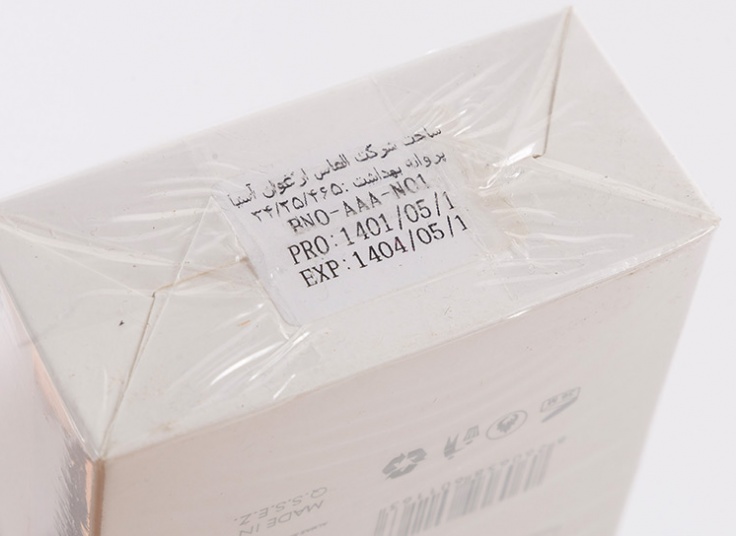 ساخت شرکت الماس ارغوان آسیا
پروانه بهداشت :۳۴/۲۵/۴۶۵
BNO-AAA-N01
PRO:1401/05/1
EXP:1404/05/1
MADE IN
Q.S.S.E.Z.